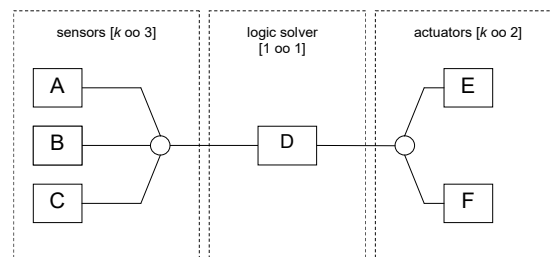 sensors [k oo 3]
logic solver
[1 oo 1]
actuators [k oo 2]
A
B
C
D
E
F